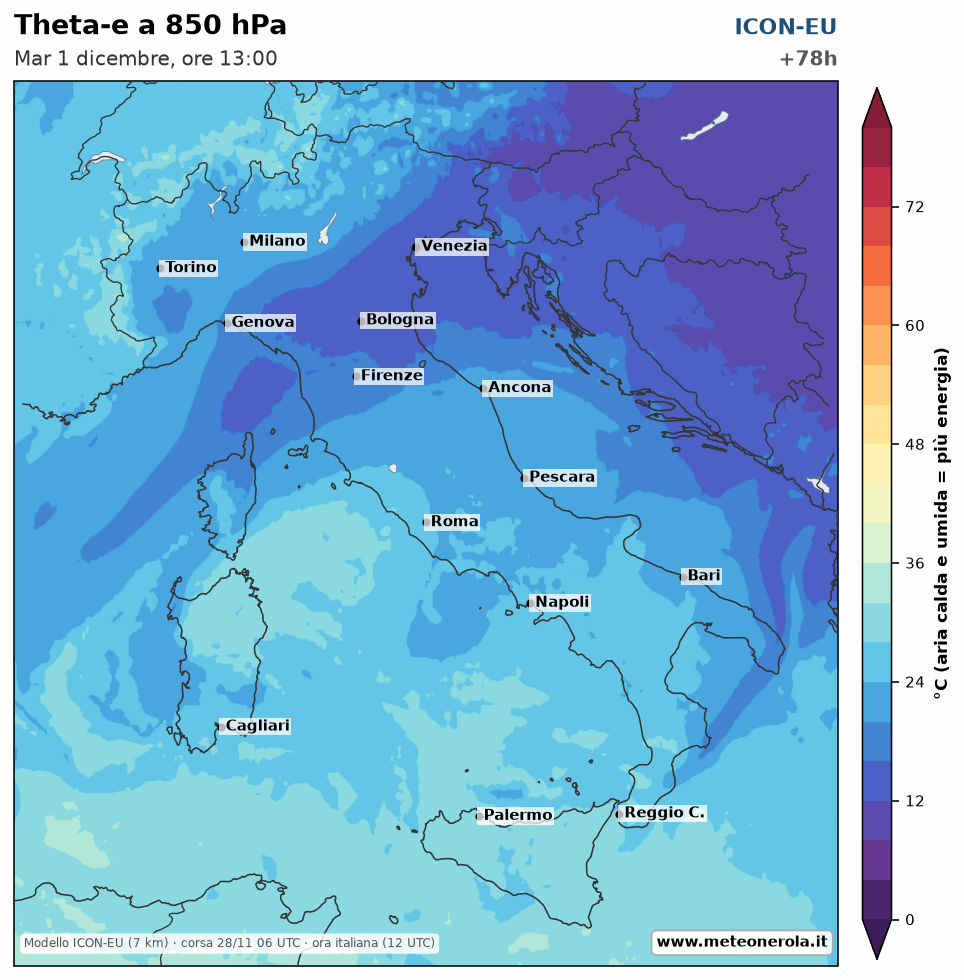 Theta-e a 850 hPa
ICON-EU
Mar 1 dicembre, ore 13:00
+78h
72
60
48
36
24
12
0
°C (aria calda e umida = più energia)
Milano
Venezia
Torino
Genova
Bologna
Firenze
Ancona
Pescara
Roma
Bari
Napoli
Cagliari
Palermo
Reggio C.
Modello ICON-EU (7 km) · corsa 28/11 06 UTC · ora italiana (12 UTC)
www.meteonerola.it